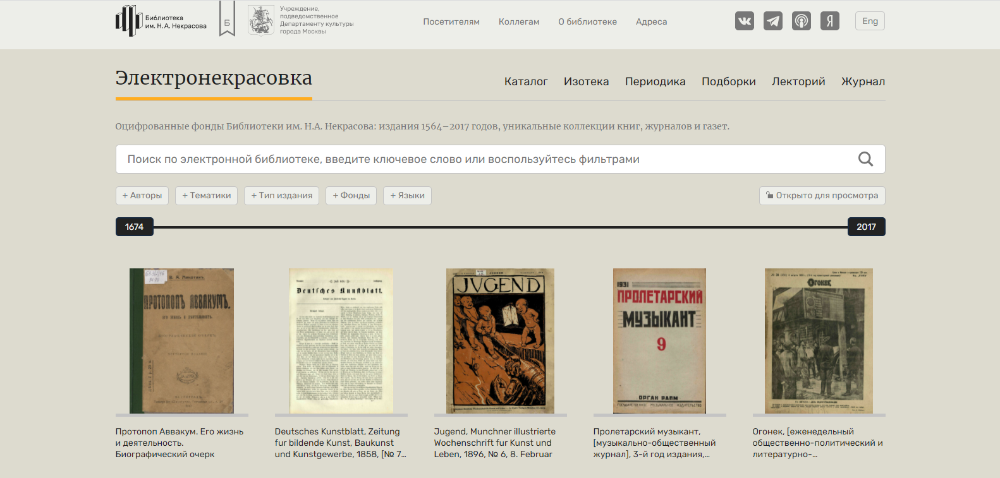 Библиотека
им. Н.А. Некрасова
Б
Учреждение,
подведомственное
Департаменту культуры
города Москвы
Посетителям Коллегам О библиотеке Адреса
Я
Eng
Электронекрасовка
Каталог Изотека Периодика Подборки Лекторий Журнал
Оцифрованные фонды Библиотеки им. Н.А. Некрасова: издания 1564–2017 годов, уникальные коллекции книг, журналов и газет.
Поиск по электронной библиотеке, введите ключевое слово или воспользуйтесь фильтрами
+ Авторы + Тематики + Тип издания + Фонды + Языки
Открыто для просмотра
1674 2017
ПРОТОПОПЪ АВВАКУМЪ.
Deutsches Kunstblatt.
JVGEND
1931
ПРОЛЕТАРСКИЙ
МУЗЫКАНТ
9
ОРГАН ВАПМ
ГОСУДАРСТВЕННОЕ МУЗЫКАЛЬНОЕ ИЗДАТЕЛЬСТВО
Огонек
Протопоп Аввакум. Его жизнь
и деятельность.
Биографический очерк
Deutsches Kunstblatt, Zeitung
fur bildende Kunst, Baukunst
und Kunstgewerbe, 1858, [№ 7...
Jugend, Munchner illustrierte
Wochenschrift fur Kunst und
Leben, 1896, № 6, 8. Februar
Пролетарский музыкант,
[музыкально-общественный
журнал], 3-й год издания,...
Огонек, [еженедельный
общественно-политический и
литературно-...